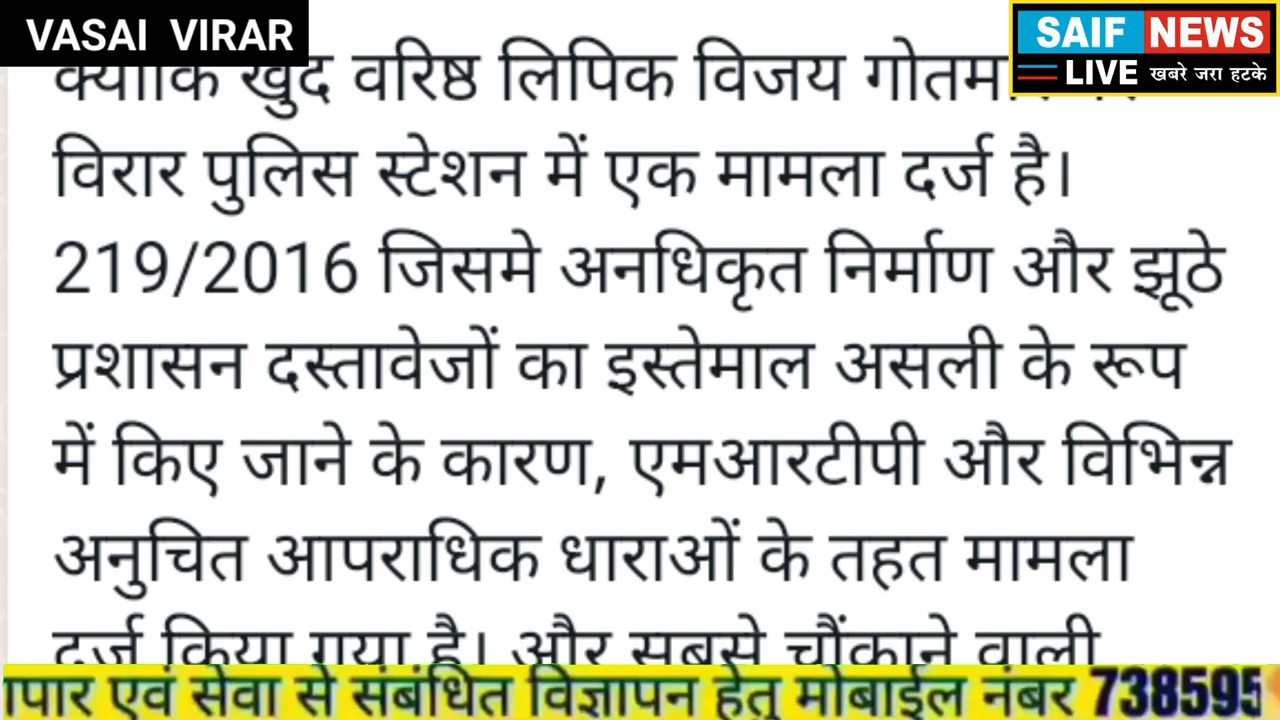 VASAI VIRAR
SAIF NEWS
LIVE खबरे जरा हटके
क्योंकि खुद वरिष्ठ लिपिक विजय
विरार पुलिस स्टेशन में एक मामला दर्ज है।
219/2016 जिसमे अनधिकृत निर्माण और झूठे
प्रशासन दस्तावेजों का इस्तेमाल असली के रूप
में किए जाने के कारण, एमआरटीपी और विभिन्न
अनुचित आपराधिक धाराओं के तहत मामला
दर्ज किया गया है। और सबसे चौंकाने वाली
एवं सेवा से संबंधित विज्ञापन हेतु मोबाईल नंबर 738595